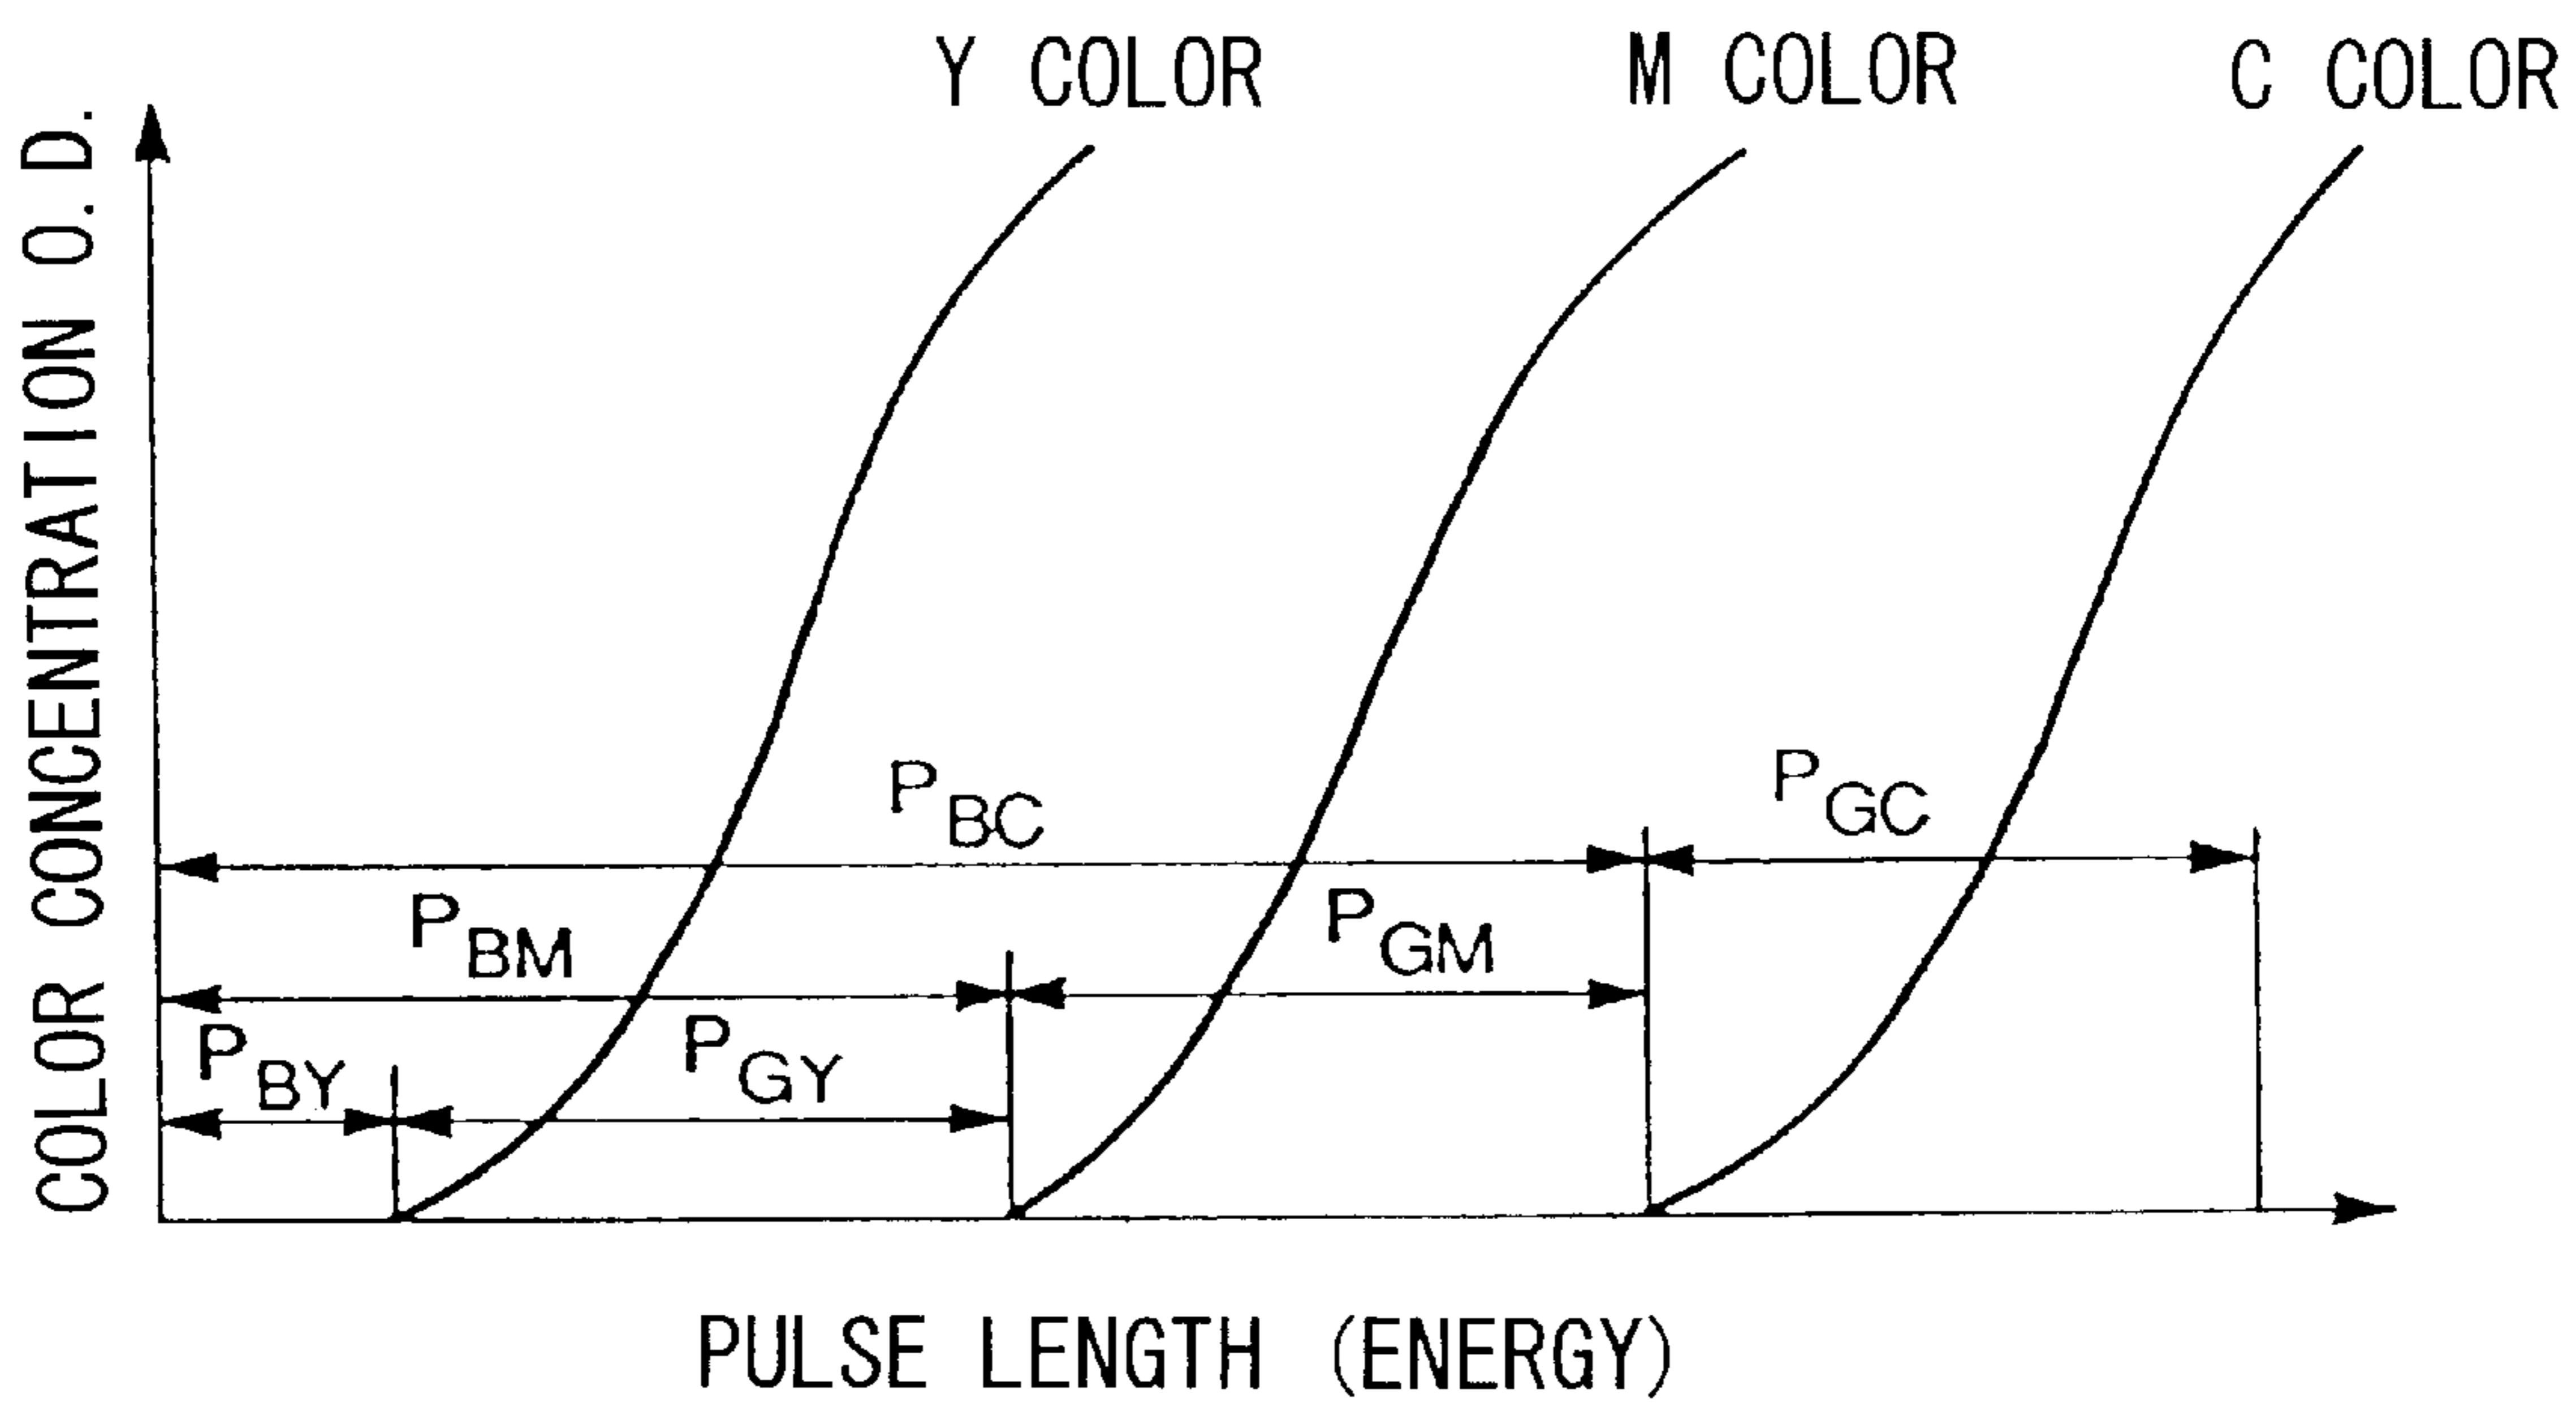 Y COLOR
M COLOR
C COLOR
COLOR CONCENTRATION O. D.
PBC
PGC
PBM
PGM
PBY
PGY
PULSE LENGTH (ENERGY)